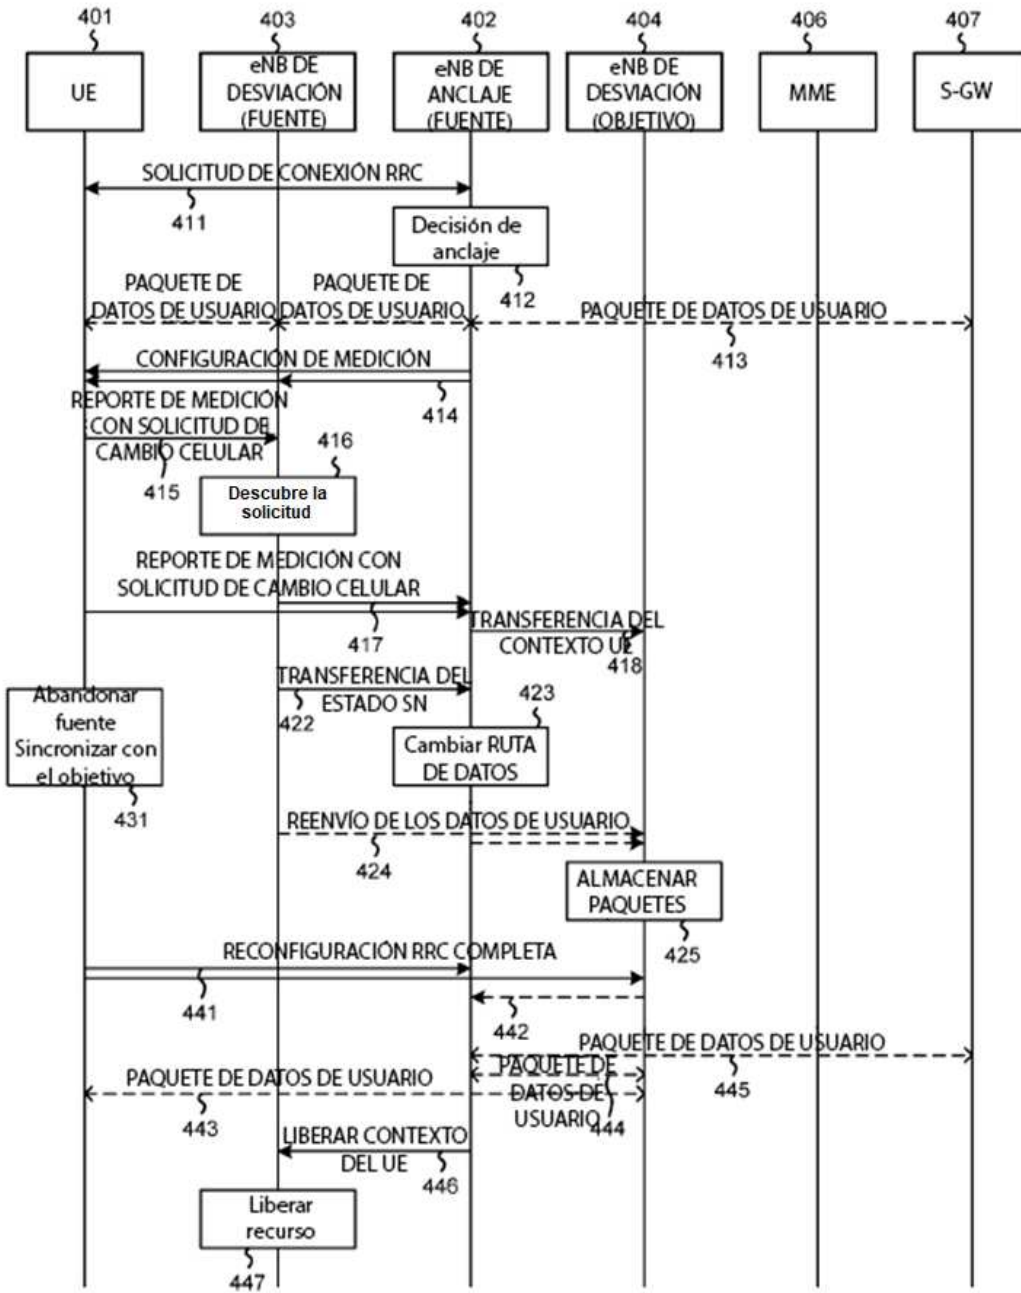 401
403
402
404
406
407
UE
eNB DE
DESVIACIÓN
(FUENTE)
eNB DE
ANCLAJE
(FUENTE)
eNB DE
DESVIACIÓN
(OBJETIVO)
MME
S-GW
SOLICITUD DE CONEXIÓN RRC
411
Decisión de
anclaje
412
PAQUETE DE
DATOS DE USUARIO
PAQUETE DE
DATOS DE USUARIO
PAQUETE DE DATOS DE USUARIO
413
CONFIGURACIÓN DE MEDICIÓN
414
REPORTE DE MEDICIÓN
CON SOLICITUD DE
CAMBIO CELULAR
415
416
Descubre la
solicitud
REPORTE DE MEDICIÓN CON
SOLICITUD DE CAMBIO CELULAR
417
TRANSFERENCIA DEL
CONTEXTO UE
418
TRANSFERENCIA DEL
ESTADO SN
422
423
Abandonar
fuente
Sincronizar con
el objetivo
431
Cambiar RUTA
DE DATOS
REENVÍO DE LOS DATOS DE USUARIO
424
ALMACENAR
PAQUETES
425
RECONFIGURACIÓN RRC COMPLETA
441
442
PAQUETE DE DATOS DE USUARIO
445
PAQUETE DE
DATOS DE
USUARIO
444
PAQUETE DE DATOS DE USUARIO
443
LIBERAR CONTEXTO
DEL UE
446
Liberar
recurso
447